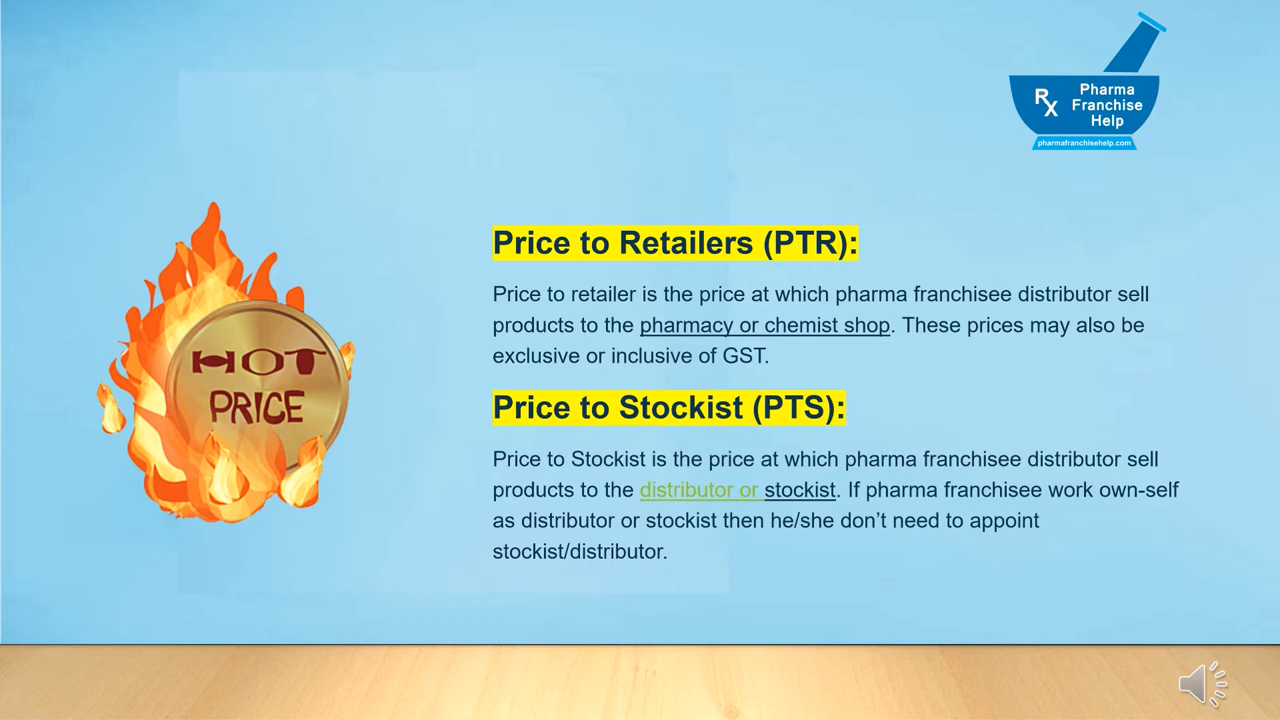 Rx
Pharma
Franchise
Help
pharmafranchisehelp.com
HOT
PRICE
Price to Retailers (PTR):
Price to retailer is the price at which pharma franchisee distributor sell
products to the pharmacy or chemist shop. These prices may also be
exclusive or inclusive of GST.
Price to Stockist (PTS):
Price to Stockist is the price at which pharma franchisee distributor sell
products to the distributor or stockist. If pharma franchisee work own-self
as distributor or stockist then he/she don’t need to appoint
stockist/distributor.